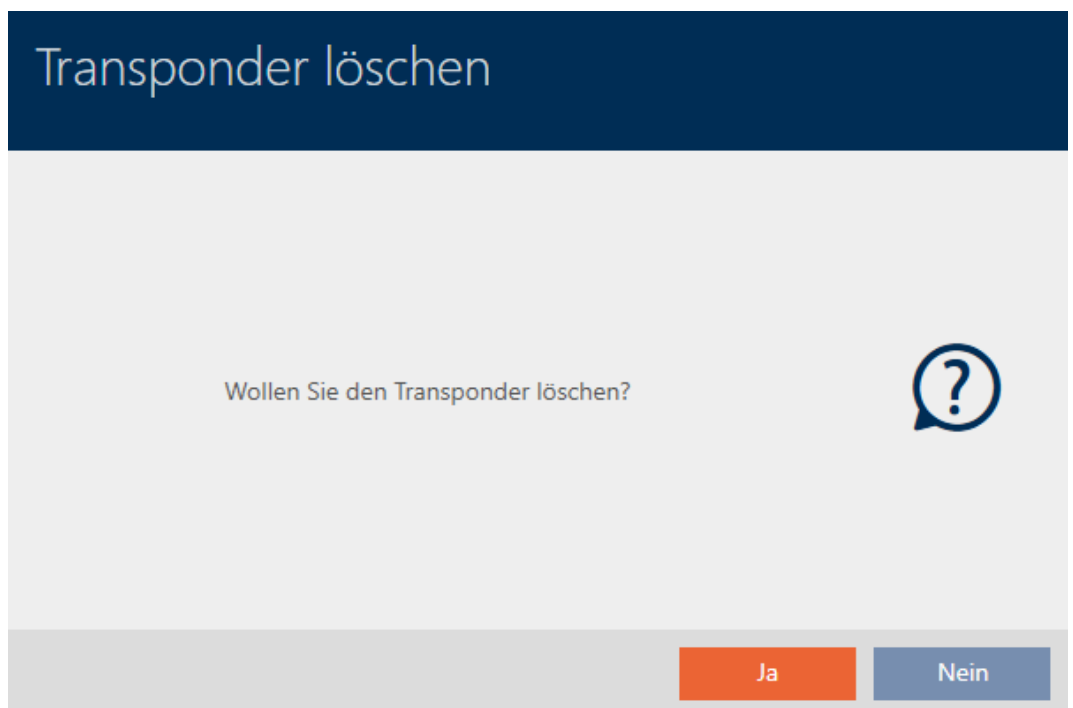 Transponder löschen
Wollen Sie den Transponder löschen?
?
Ja
Nein